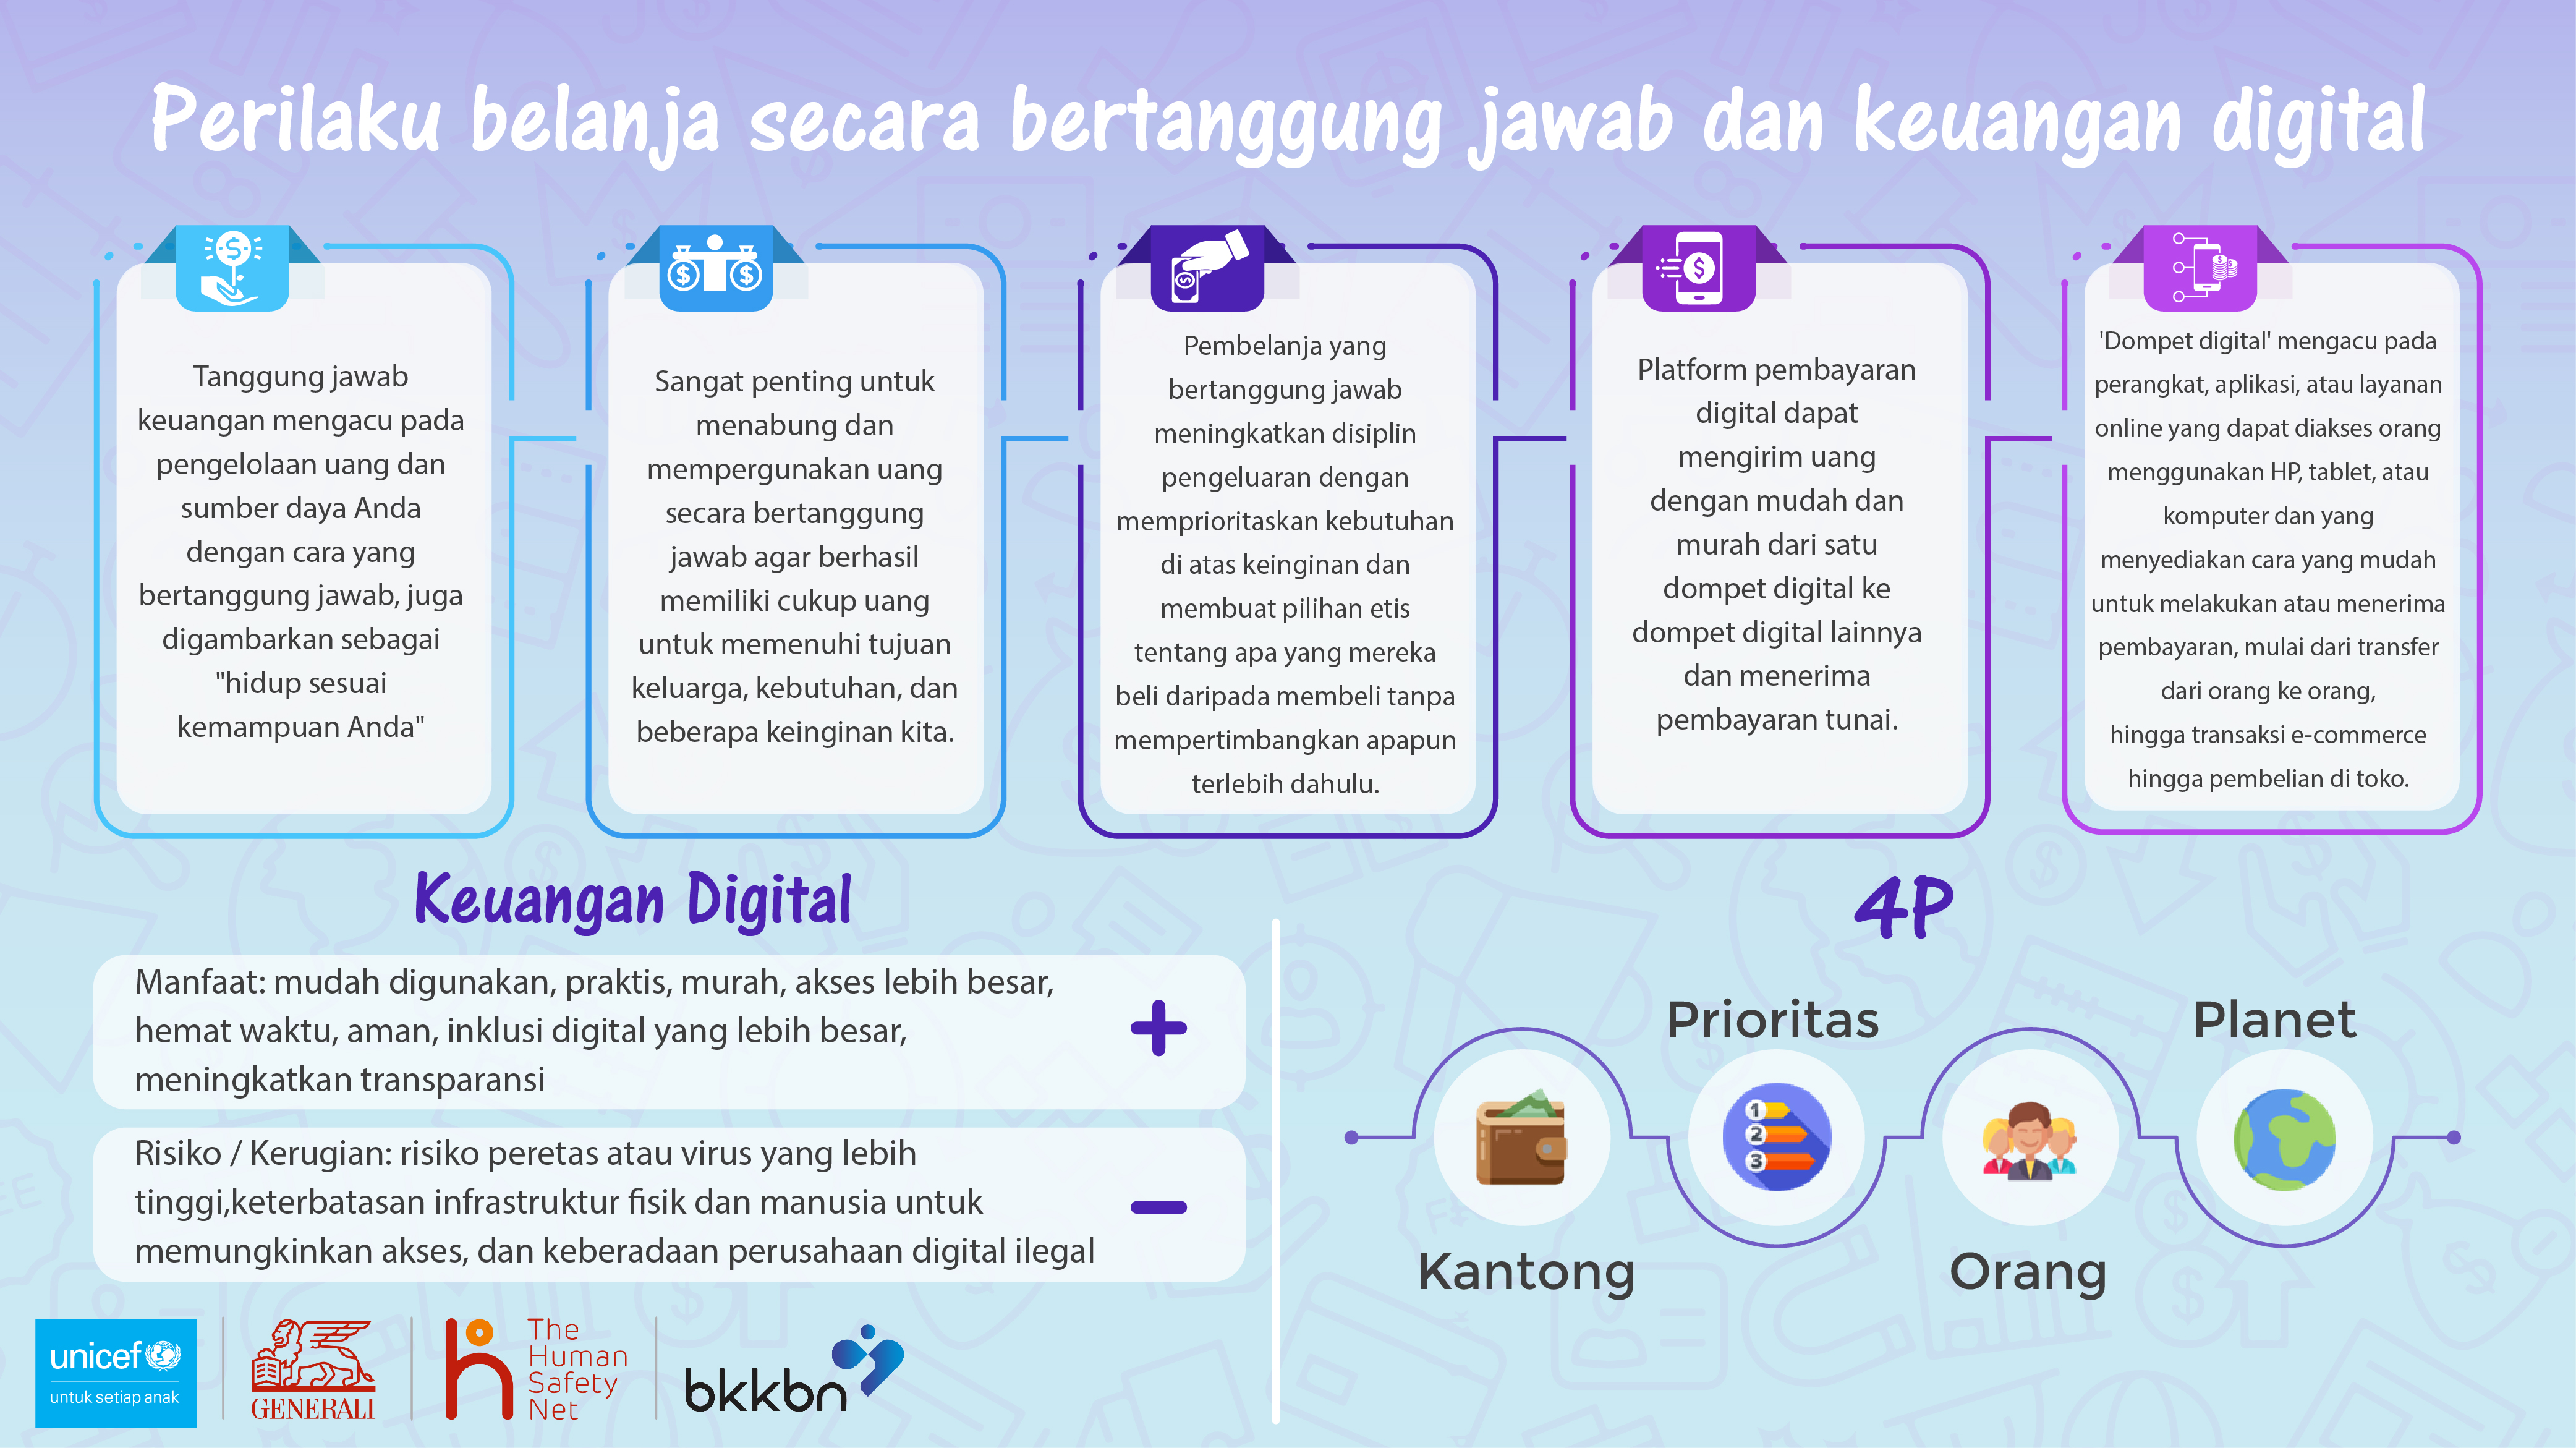 Perilaku belanja secara bertanggung jawab dan keuangan digital
Tanggung jawab
keuangan mengacu pada
pengelolaan uang dan
sumber daya Anda
dengan cara yang
bertanggung jawab, juga
digambarkan sebagai
"hidup sesuai
kemampuan Anda"
Sangat penting untuk
menabung dan
mempergunakan uang
secara bertanggung
jawab agar berhasil
memiliki cukup uang
untuk memenuhi tujuan
keluarga, kebutuhan, dan
beberapa keinginan kita.
Pembelanja yang
bertanggung jawab
meningkatkan disiplin
pengeluaran dengan
memprioritaskan kebutuhan
di atas keinginan dan
membuat pilihan etis
tentang apa yang mereka
beli daripada membeli tanpa
mempertimbangkan apapun
terlebih dahulu.
Platform pembayaran
digital dapat
mengirim uang
dengan mudah dan
murah dari satu
dompet digital ke
dompet digital lainnya
dan menerima
pembayaran tunai.
'Dompet digital' mengacu pada
perangkat, aplikasi, atau layanan
online yang dapat diakses orang
menggunakan HP, tablet, atau
komputer dan yang
menyediakan cara yang mudah
untuk melakukan atau menerima
pembayaran, mulai dari transfer
dari orang ke orang,
hingga transaksi e-commerce
hingga pembelian di toko.
Keuangan Digital
Manfaat: mudah digunakan, praktis, murah, akses lebih besar,
hemat waktu, aman, inklusi digital yang lebih besar,
meningkatkan transparansi
Risiko / Kerugian: risiko peretas atau virus yang lebih
tinggi,keterbatasan infrastruktur fisik dan manusia untuk
memungkinkan akses, dan keberadaan perusahaan digital ilegal
4P
Kantong
Prioritas
1
2
3
Orang
Planet
unicef
untuk setiap anak
GENERALI
The
Human
Safety
Net
bkkbn